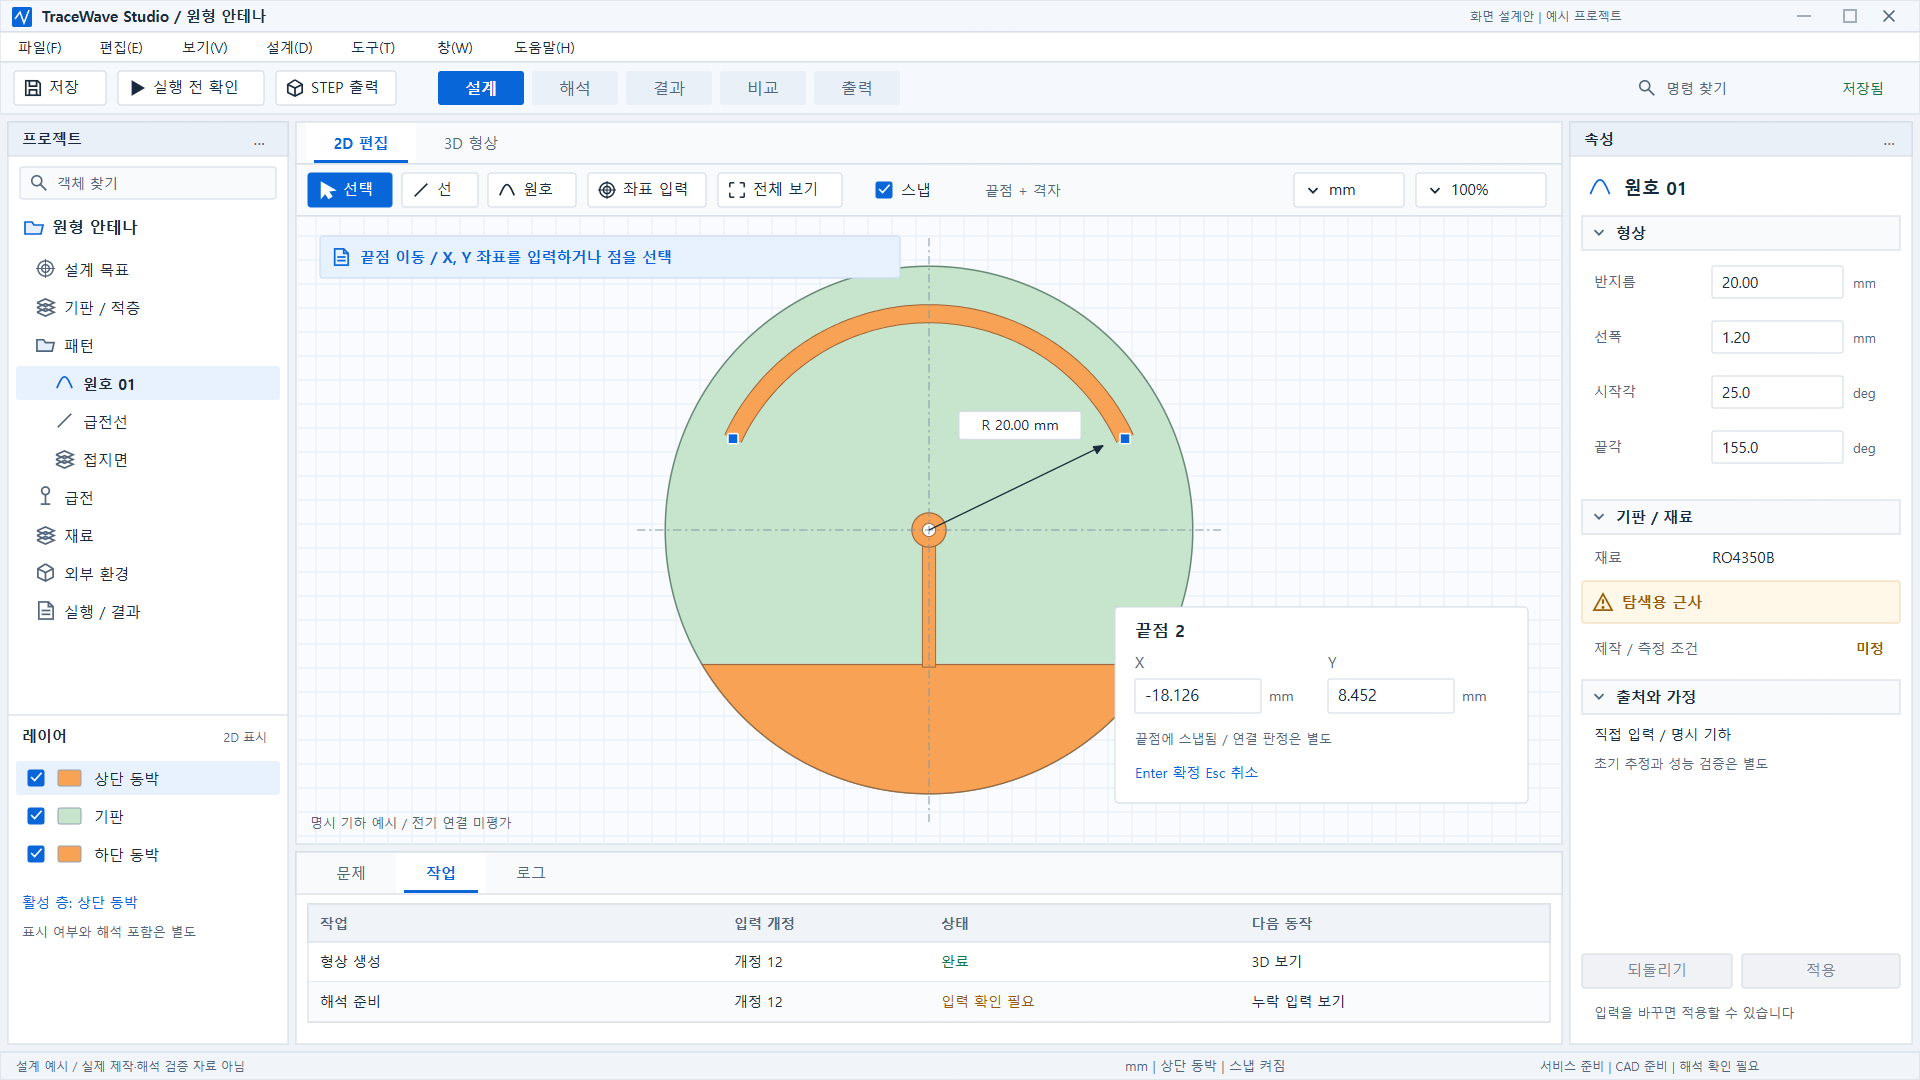 TraceWave Studio / 원형 안테나
화면 설계안 | 예시 프로젝트
파일(F) 편집(E) 보기(V) 설계(D) 도구(T) 창(W) 도움말(H)
저장 실행 전 확인 STEP 출력 설계 해석 결과 비교 출력 명령 찾기 저장됨
프로젝트 ...
객체 찾기
원형 안테나
설계 목표
기판 / 적층
패턴
원호 01
급전선
접지면
급전
재료
외부 환경
실행 / 결과
레이어 2D 표시
상단 동박
기판
하단 동박
활성 층: 상단 동박
표시 여부와 해석 포함은 별도
2D 편집 3D 형상
선택 선 원호 좌표 입력 전체 보기 스냅 끝점 + 격자 mm 100%
끝점 이동 / X, Y 좌표를 입력하거나 점을 선택
R 20.00 mm
끝점 2
X Y
-18.126 mm 8.452 mm
끝점에 스냅됨 / 연결 판정은 별도
Enter 확정 Esc 취소
명시 기하 예시 / 전기 연결 미평가
문제 작업 로그
작업 입력 개정 상태 다음 동작
형상 생성 개정 12 완료 3D 보기
해석 준비 개정 12 입력 확인 필요 누락 입력 보기
속성 ...
원호 01
형상
반지름 20.00 mm
선폭 1.20 mm
시작각 25.0 deg
끝각 155.0 deg
기판 / 재료
재료 RO4350B
탐색용 근사
제작 / 측정 조건 미정
출처와 가정
직접 입력 / 명시 기하
초기 추정과 성능 검증은 별도
되돌리기 적용
입력을 바꾸면 적용할 수 있습니다
설계 예시 / 실제 제작·해석 검증 자료 아님
mm | 상단 동박 | 스냅 켜짐
서비스 준비 | CAD 준비 | 해석 확인 필요